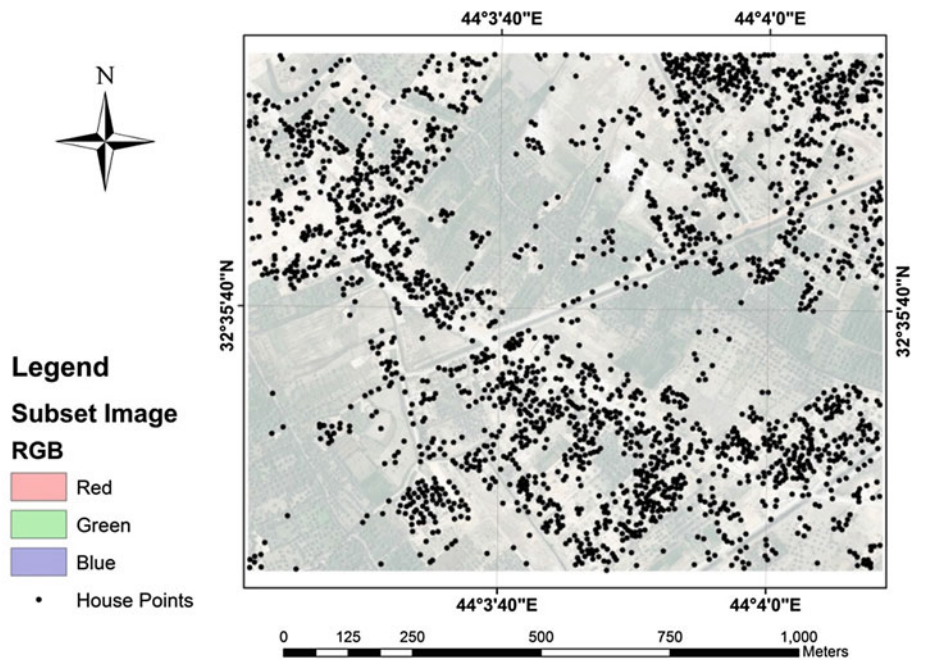 44°3'40"E 44°4'0"E
N
32°35'40"N 32°35'40"N
Legend
Subset Image
RGB
Red
Green
Blue
House Points
44°3'40"E 44°4'0"E
0 125 250 500 750 1,000
Meters